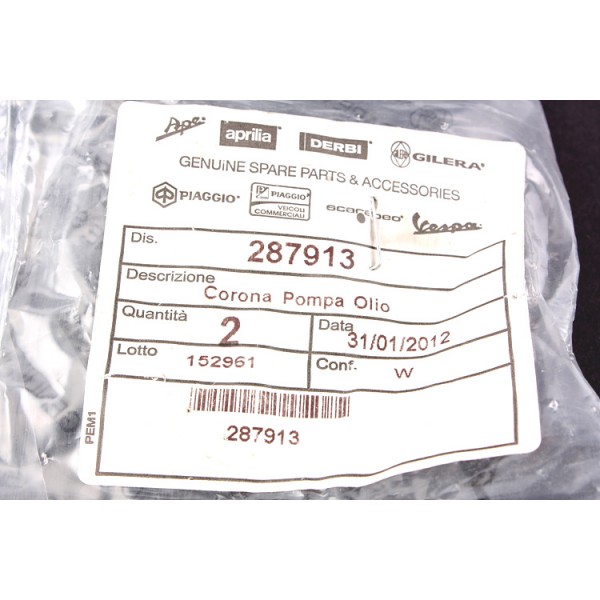 Ape aprilia DERBI GILERA
GENUiNE SPARE PARTS & ACCESSORIES
PIAGGIO PIAGGIO VEICOLI COMMERCIALI scarabeo Vespa
Dis. 287913
Descrizione
Corona Pompa Olio
Quantità 2 Data 31/01/2012
Lotto 152961 Conf. W
PEM1
287913